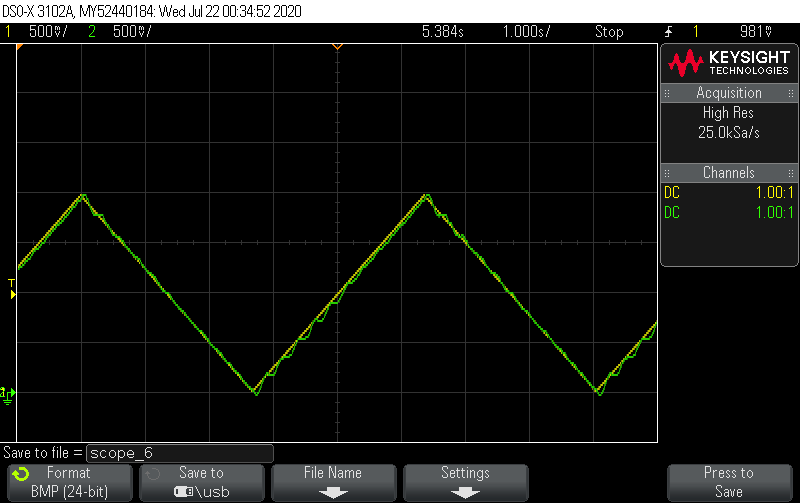 DSO-X 3102A, MY52440184: Wed Jul 22 00:34:52 2020
1 500mV/ 2 500mV/ 5.384s 1.000s/ Stop 1 981mV
KEYSIGHT
TECHNOLOGIES
Acquisition
High Res
25.0kSa/s
Channels
DC 1.00:1
DC 1.00:1
T
2
Save to file = scope_6
Format
BMP (24-bit)
Save to
\usb
File Name
Settings
Press to
Save